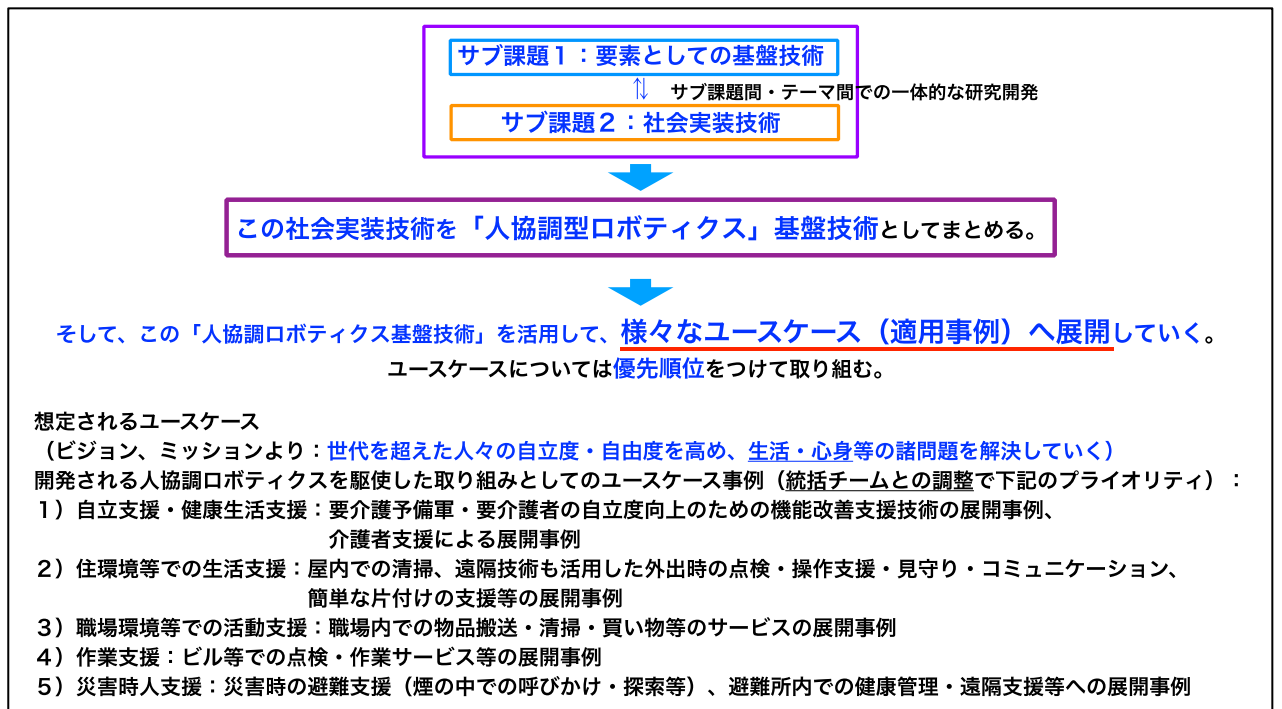 サブ課題１：要素としての基盤技術
⇅ サブ課題間・テーマ間での一体的な研究開発
サブ課題２：社会実装技術
この社会実装技術を「人協調型ロボティクス」基盤技術としてまとめる。
そして、この「人協調ロボティクス基盤技術」を活用して、様々なユースケース（適用事例）へ展開していく。
ユースケースについては優先順位をつけて取り組む。
想定されるユースケース
（ビジョン、ミッションより：世代を超えた人々の自立度・自由度を高め、生活・心身等の諸問題を解決していく）
開発される人協調ロボティクスを駆使した取り組みとしてのユースケース事例（統括チームとの調整で下記のプライオリティ）：
１）自立支援・健康生活支援：要介護予備軍・要介護者の自立度向上のための機能改善支援技術の展開事例、
介護者支援による展開事例
２）住環境等での生活支援：屋内での清掃、遠隔技術も活用した外出時の点検・操作支援・見守り・コミュニケーション、
簡単な片付けの支援等の展開事例
３）職場環境等での活動支援：職場内での物品搬送・清掃・買い物等のサービスの展開事例
４）作業支援：ビル等での点検・作業サービス等の展開事例
５）災害時人支援：災害時の避難支援（煙の中での呼びかけ・探索等）、避難所内での健康管理・遠隔支援等への展開事例